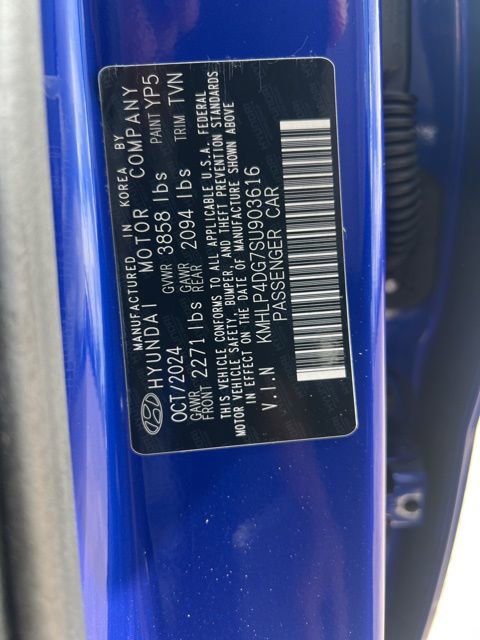 MANUFACTURED IN KOREA BY
HYUNDAI MOTOR COMPANY
OCT/2024 GVWR 3858 lbs PAINT YP5
GAWR FRONT 2271 lbs GAWR REAR 2094 lbs TRIM TVN
THIS VEHICLE CONFORMS TO ALL APPLICABLE U.S.A. FEDERAL
MOTOR VEHICLE SAFETY, BUMPER, AND THEFT PREVENTION STANDARDS
IN EFFECT ON THE DATE OF MANUFACTURE SHOWN ABOVE
V.I.N KMHLP4DG7SU903616
PASSENGER CAR